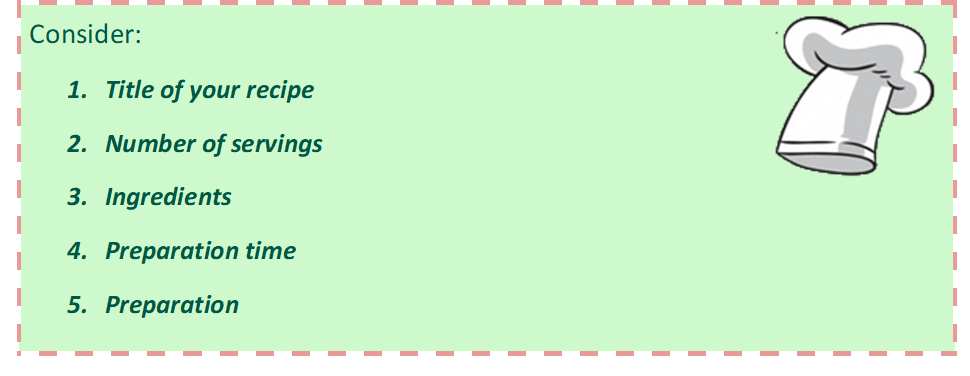 Consider:
1. Title of your recipe
2. Number of servings
3. Ingredients
4. Preparation time
5. Preparation